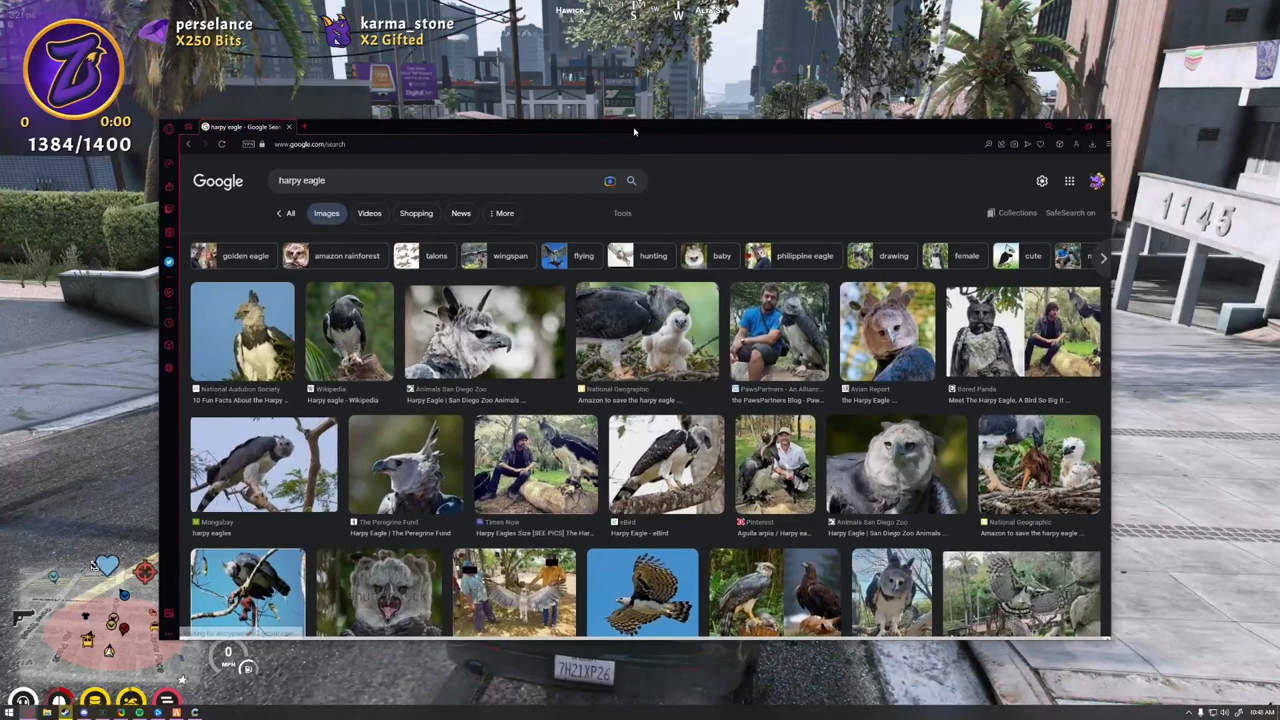 perselance
X250 Bits
karma_stone
X2 Gifted
HAWICK
S
W
W
ALTA ST
0 0:00
1384/1400
harpy eagle - Google Sear
www.google.com/search
Google
harpy eagle
All
Images
Videos
Shopping
News
More
Tools
Collections
SafeSearch on
golden eagle
amazon rainforest
talons
wingspan
flying
hunting
baby
philippine eagle
drawing
female
cute
National Audubon Society
10 Fun Facts About the Harpy ...
Wikipedia
Harpy eagle - Wikipedia
Animals San Diego Zoo
Harpy Eagle | San Diego Zoo Animals ...
National Geographic
Amazon to save the harpy eagle ...
PawsPartners - An Allianc...
the PawsPartners Blog - Paw...
Avian Report
the Harpy Eagle ...
Bored Panda
Meet The Harpy Eagle, A Bird So Big It ...
Mongabay
harpy eagles
The Peregrine Fund
Harpy Eagle | The Peregrine Fund
Times Now
Harpy Eagles Size [SEE PICS] The Har...
eBird
Harpy Eagle - eBird
Pinterest
Aguila arpia / Harpy ea...
Animals San Diego Zoo
Harpy Eagle | San Diego Zoo Animals ...
National Geographic
Amazon to save the harpy eagle ...
1145
0
MPH
7H21XP26
10:43 AM